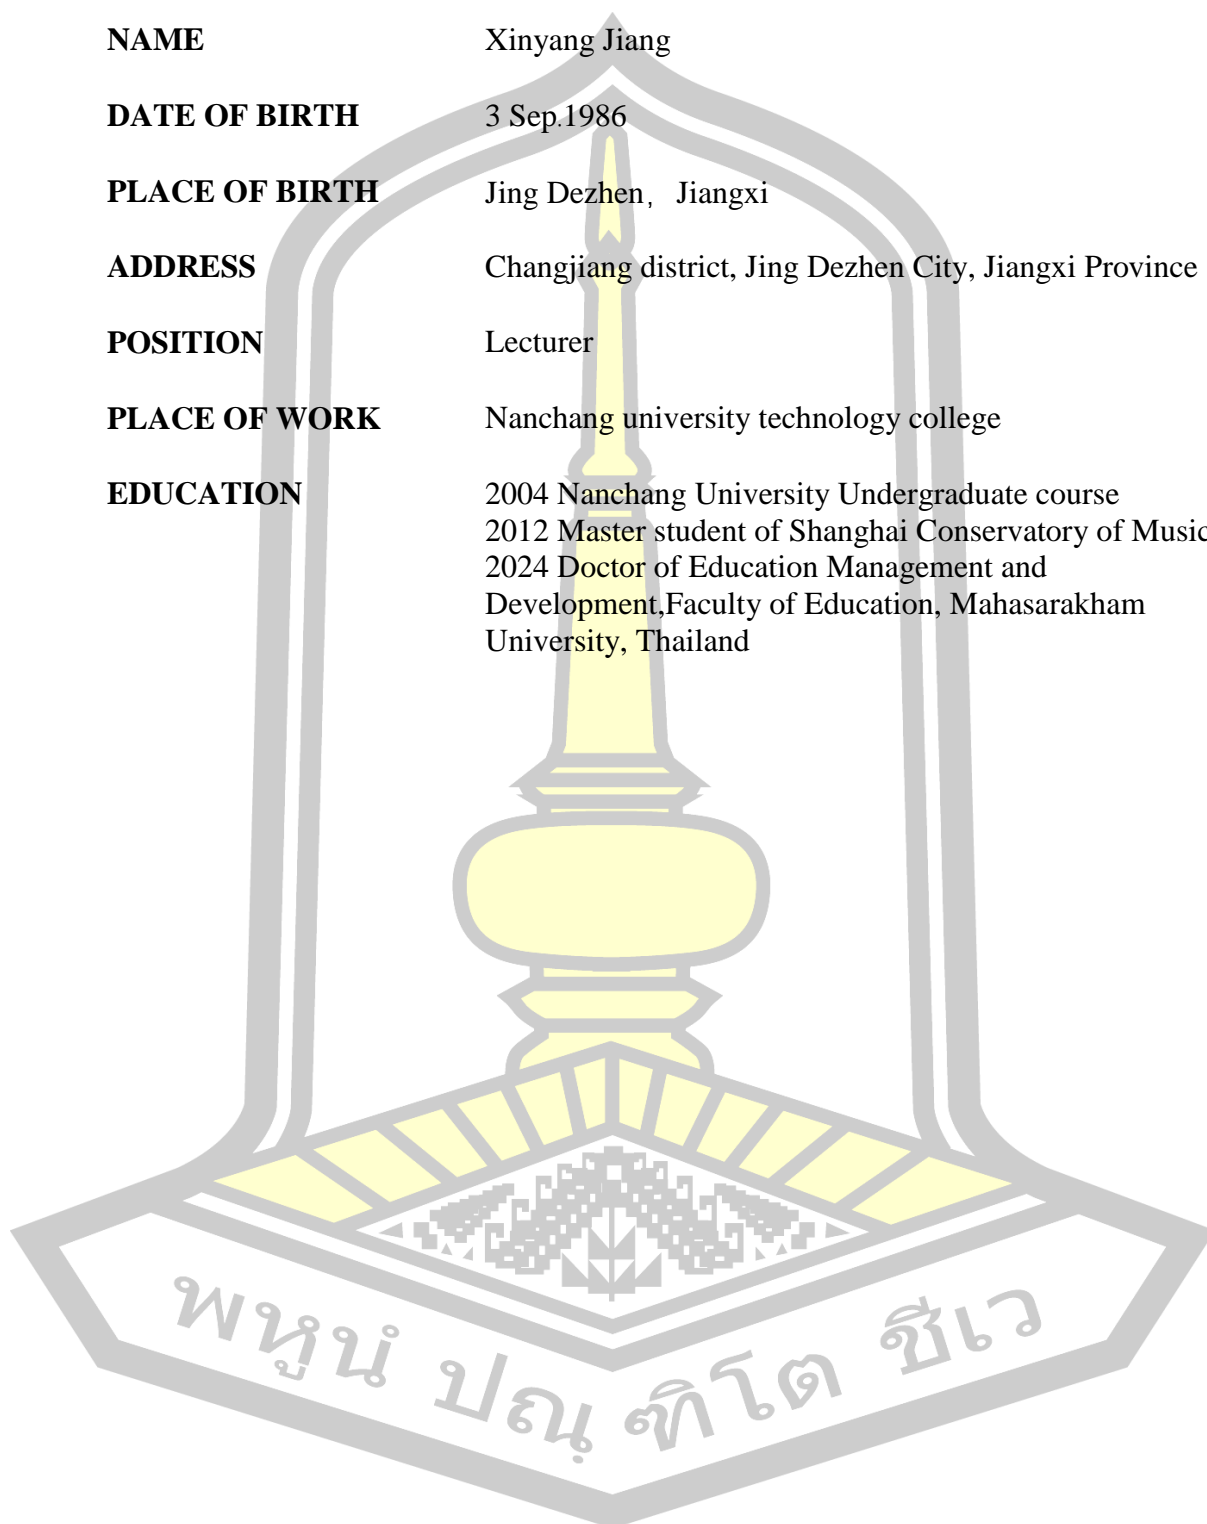 NAME Xinyang Jiang
DATE OF BIRTH 3 Sep.1986
PLACE OF BIRTH Jing Dezhen，Jiangxi
ADDRESS Changjiang district, Jing Dezhen City, Jiangxi Province
POSITION Lecturer
PLACE OF WORK Nanchang university technology college
EDUCATION 2004 Nanchang University Undergraduate course
2012 Master student of Shanghai Conservatory of Music
2024 Doctor of Education Management and
Development,Faculty of Education, Mahasarakham
University, Thailand
พหูนํ ปณฺฑิโต ชีเว